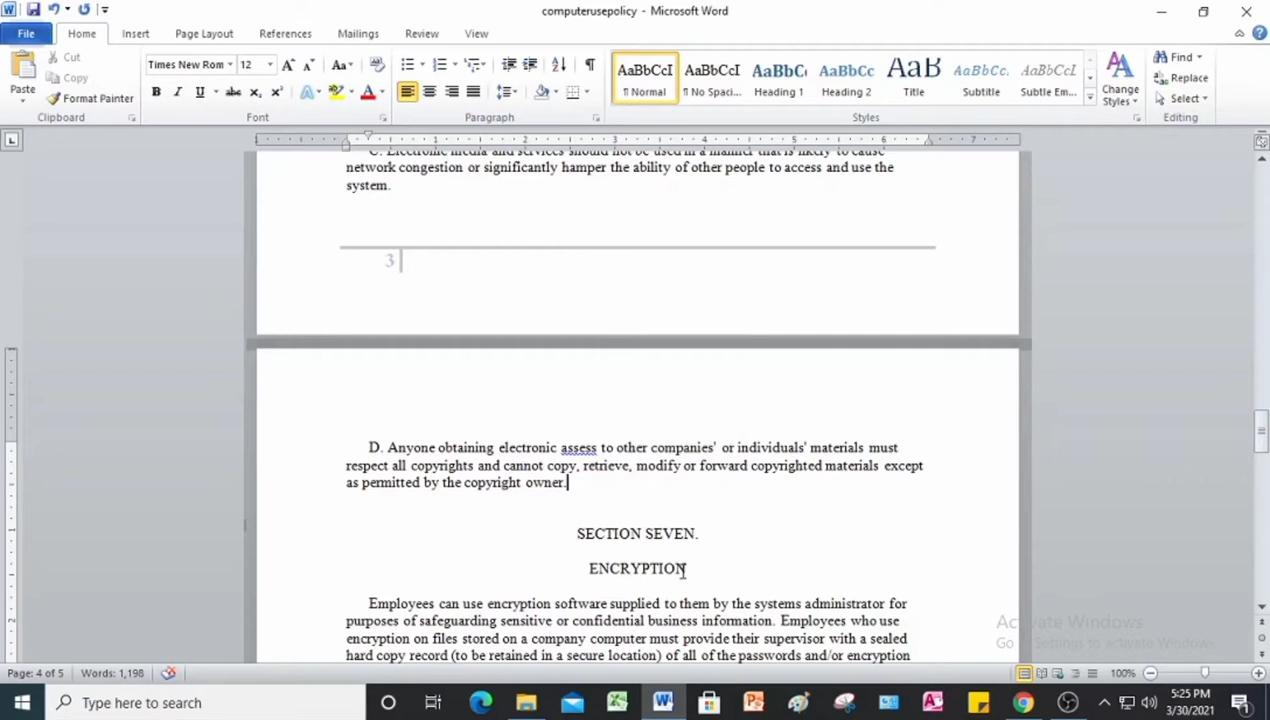 computerusepolicy - Microsoft Word
File Home Insert Page Layout References Mailings Review View
Paste
Cut
Copy
Format Painter
Clipboard
Times New Rom 12
Font
Paragraph
AaBbCcI AaBbCcI AaBbC AaBbCc AaB AaBbCc. AaBbCcI
¶ Normal ¶ No Spaci... Heading 1 Heading 2 Title Subtitle Subtle Em...
Styles
Change Styles
Find
Replace
Select
Editing
1 2 3 4 5 6 7
C. Electronic media and services should not be used in a manner that is likely to cause
network congestion or significantly hamper the ability of other people to access and use the
system.
3 |
D. Anyone obtaining electronic assess to other companies' or individuals' materials must
respect all copyrights and cannot copy, retrieve, modify or forward copyrighted materials except
as permitted by the copyright owner.
SECTION SEVEN.
ENCRYPTION
Employees can use encryption software supplied to them by the systems administrator for
purposes of safeguarding sensitive or confidential business information. Employees who use
encryption on files stored on a company computer must provide their supervisor with a sealed
hard copy record (to be retained in a secure location) of all of the passwords and/or encryption
Activate Windows
Go to Settings to activate Windows.
Page: 4 of 5 Words: 1,198 100%
Type here to search
5:25 PM
3/30/2021